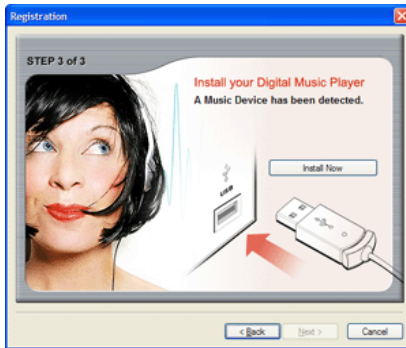 Registration
STEP 3 of 3
Install your Digital Music Player
A Music Device has been detected.
USB
Install Now
< Back
Next >
Cancel